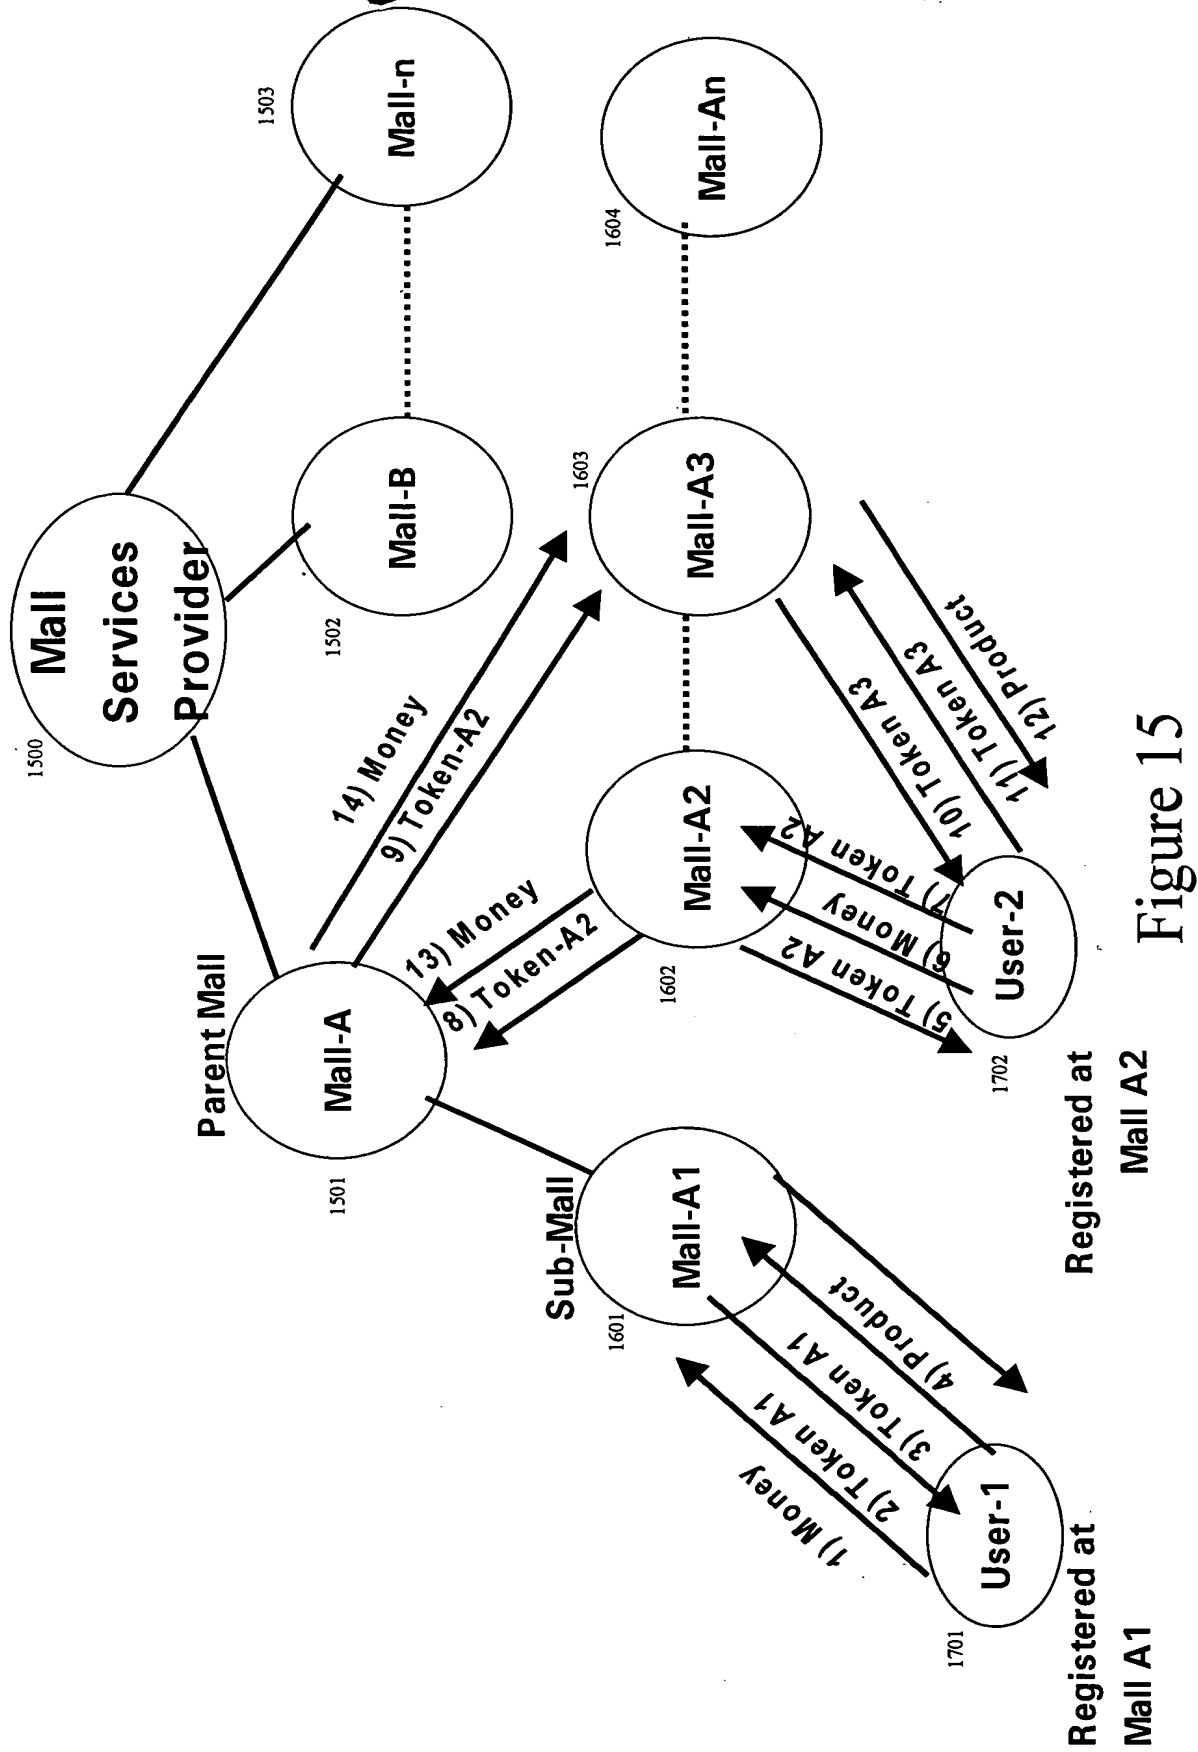 Mall
Services
Provider
1500
Parent Mall
Mall-A
1501
Mall-B
1502
Mall-n
1503
14) Money
9) Token-A2
13) Money
8) Token-A2
Sub-Mall
Mall-A1
1601
Mall-A2
1602
Mall-A3
1603
Mall-An
1604
1) Money
2) Token A1
3) Token A1
4) Product
5) Token A2
6) Money
7) Token A2
10) Token A3
11) Token A3
12) Product
User-1
1701
Registered at
Mall A1
User-2
1702
Registered at
Mall A2
Figure 15